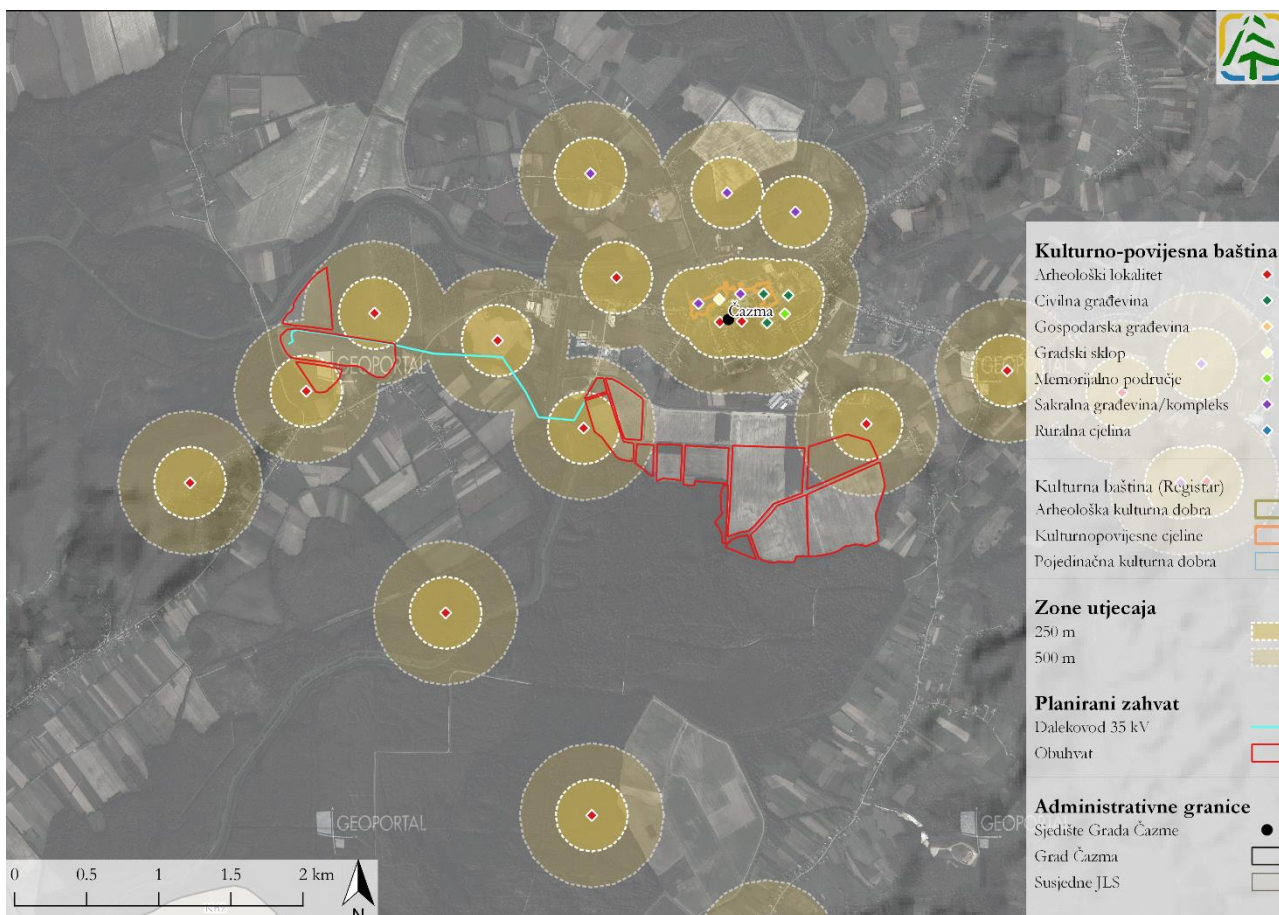 Čazma
GEOPORTAL
GEOPORTAL
GEOPORTAL
GEOPORTAL
Kulturno-povijesna baština
Arheološki lokalitet
Civilna građevina
Gospodarska građevina
Gradski sklop
Memorijalno područje
Sakralna građevina/kompleks
Ruralna cjelina
Kulturna baština (Registar)
Arheološka kulturna dobra
Kulturnopovijesne cjeline
Pojedinačna kulturna dobra
Zone utjecaja
250 m
500 m
Planirani zahvat
Dalekovod 35 kV
Obuhvat
Administrativne granice
Sjedište Grada Čazme
Grad Čazma
Susjedne JLS
0 0.5 1 1.5 2 km
N